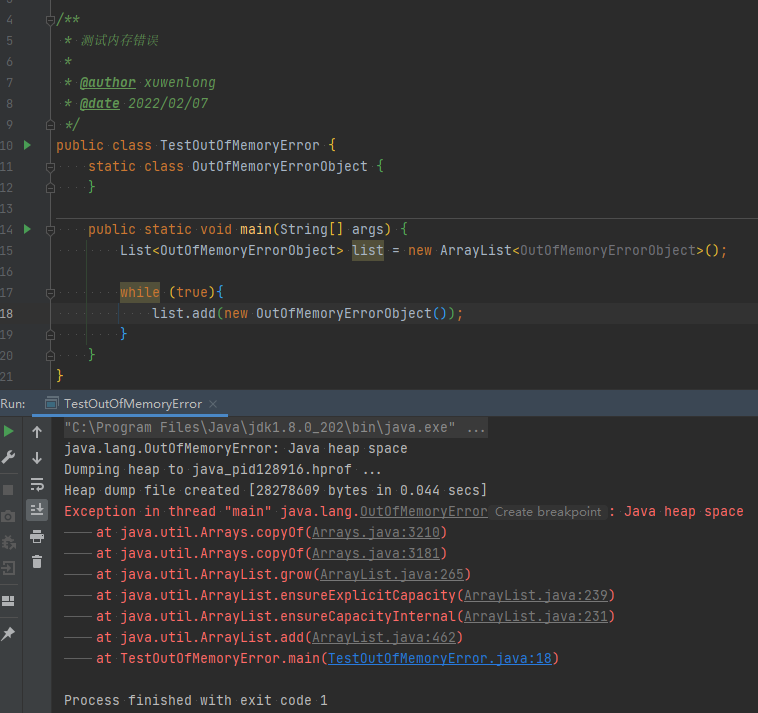 4 /**
5 * 测试内存错误
6 *
7 * @author xuwenlong
8 * @date 2022/02/07
9 */
10 public class TestOutOfMemoryError {
11 static class OutOfMemoryErrorObject {
12 }
13
14 public static void main(String[] args) {
15 List<OutOfMemoryErrorObject> list = new ArrayList<OutOfMemoryErrorObject>();
16
17 while (true){
18 list.add(new OutOfMemoryErrorObject());
19 }
20 }
21 }
Run: TestOutOfMemoryError ×
"C:\Program Files\Java\jdk1.8.0_202\bin\java.exe" ...
java.lang.OutOfMemoryError: Java heap space
Dumping heap to java_pid128916.hprof ...
Heap dump file created [28278609 bytes in 0.044 secs]
Exception in thread "main" java.lang.OutOfMemoryError Create breakpoint : Java heap space
at java.util.Arrays.copyOf(Arrays.java:3210)
at java.util.Arrays.copyOf(Arrays.java:3181)
at java.util.ArrayList.grow(ArrayList.java:265)
at java.util.ArrayList.ensureExplicitCapacity(ArrayList.java:239)
at java.util.ArrayList.ensureCapacityInternal(ArrayList.java:231)
at java.util.ArrayList.add(ArrayList.java:462)
at TestOutOfMemoryError.main(TestOutOfMemoryError.java:18)
Process finished with exit code 1